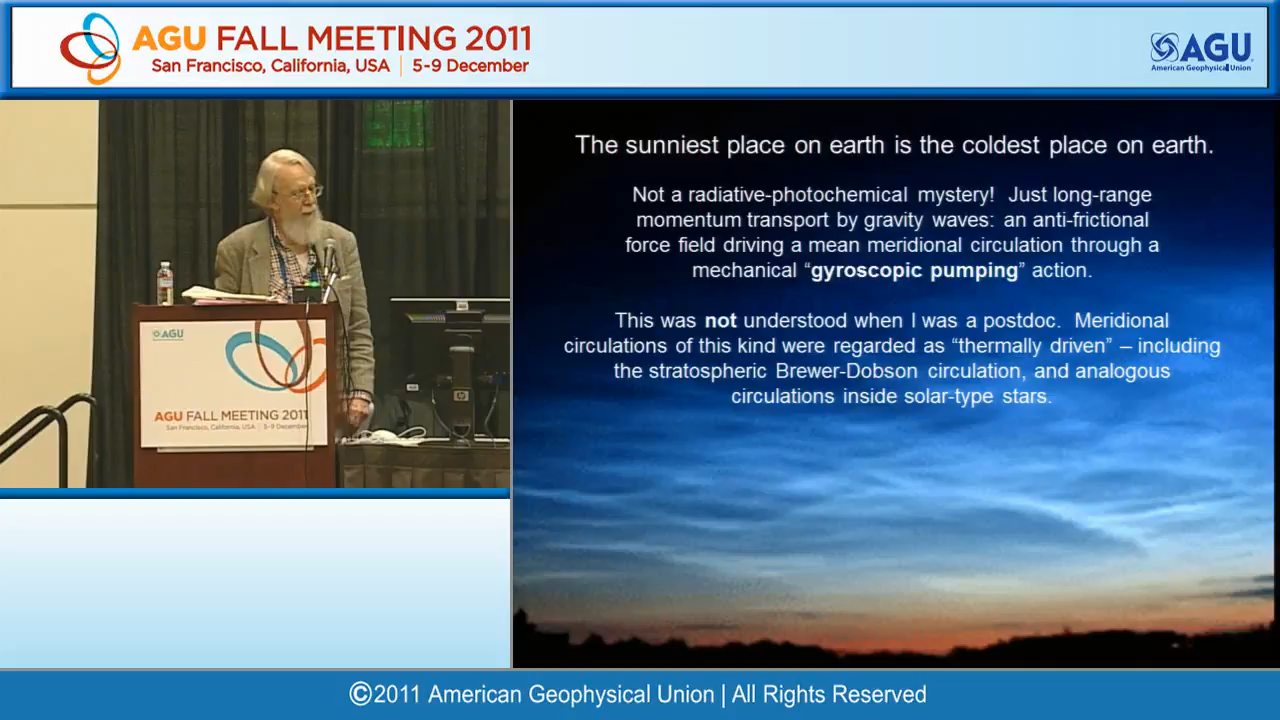 AGU FALL MEETING 2011
San Francisco, California, USA | 5-9 December
AGU
American Geophysical Union
The sunniest place on earth is the coldest place on earth.
Not a radiative-photochemical mystery! Just long-range
momentum transport by gravity waves: an anti-frictional
force field driving a mean meridional circulation through a
mechanical “gyroscopic pumping” action.
This was not understood when I was a postdoc. Meridional
circulations of this kind were regarded as “thermally driven” – including
the stratospheric Brewer-Dobson circulation, and analogous
circulations inside solar-type stars.
AGU
AGU FALL MEETING 2011
San Francisco, California, USA | 5-9 December
hp
©2011 American Geophysical Union | All Rights Reserved